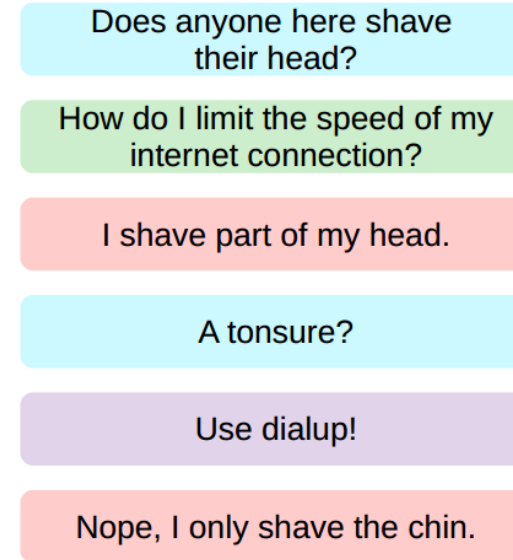 Does anyone here shave
their head?
How do I limit the speed of my
internet connection?
I shave part of my head.
A tonsure?
Use dialup!
Nope, I only shave the chin.